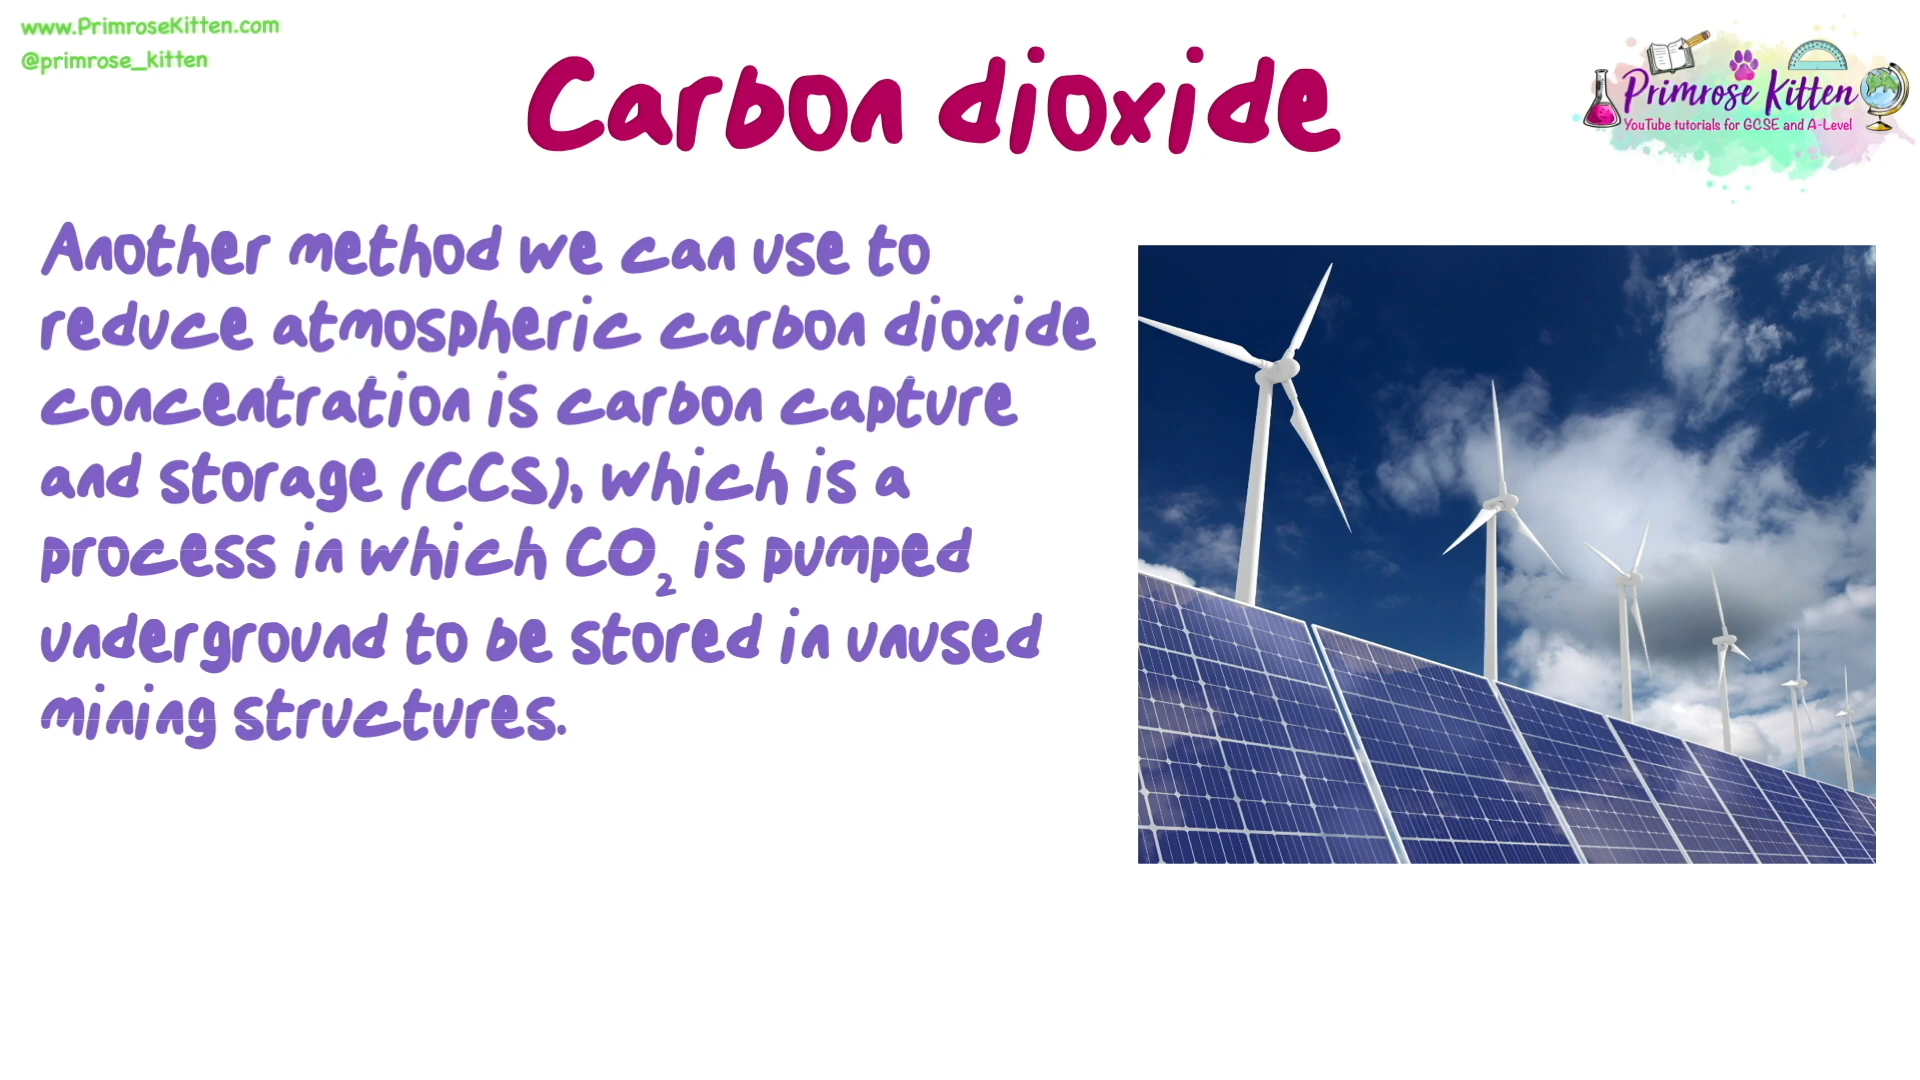 www.PrimroseKitten.com
@primrose_kitten
Carbon dioxide
Primrose Kitten
YouTube tutorials for GCSE and A-Level
Another method we can use to
reduce atmospheric carbon dioxide
concentration is carbon capture
and storage (CCS), which is a
process in which CO₂ is pumped
underground to be stored in unused
mining structures.